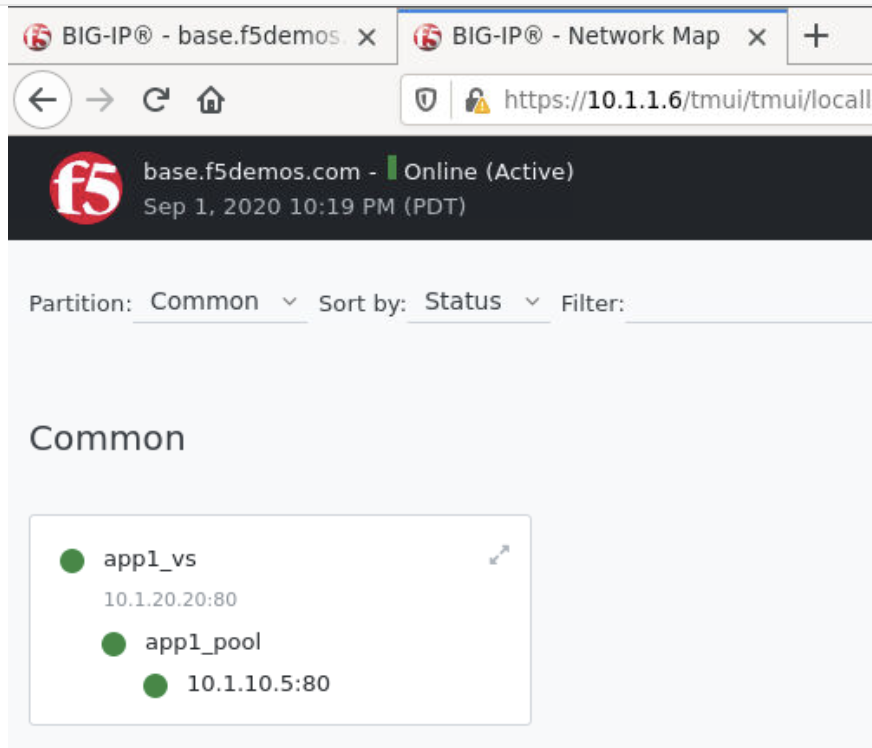 BIG-IP® - base.f5demos.
BIG-IP® - Network Map
https://10.1.1.6/tmui/tmui/locall
f5
base.f5demos.com - Online (Active)
Sep 1, 2020 10:19 PM (PDT)
Partition: Common Sort by: Status Filter:
Common
app1_vs
10.1.20.20:80
app1_pool
10.1.10.5:80